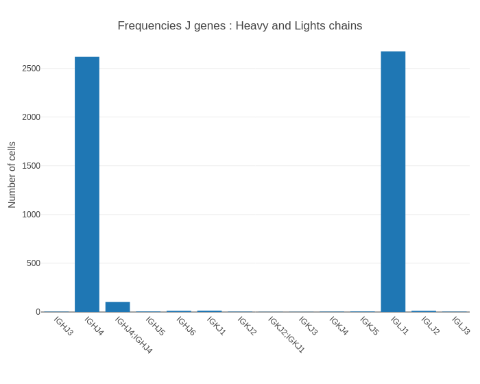 Frequencies J genes : Heavy and Lights chains
Number of cells
2500
2000
1500
1000
500
0
IGHJ3
IGHJ4
IGHJ4;IGHJ4
IGHJ5
IGHJ6
IGKJ1
IGKJ2
IGKJ2;IGKJ1
IGKJ3
IGKJ4
IGKJ5
IGLJ1
IGLJ2
IGLJ3